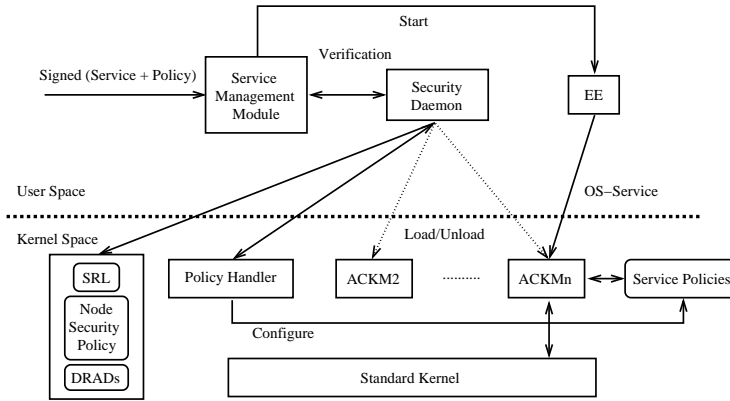 Start
Verification
Signed (Service + Policy)
Service
Management
Module
Security
Daemon
EE
User Space
OS−Service
Kernel Space
Load/Unload
SRL
Node
Security
Policy
DRADs
Policy Handler
ACKM2
..........
ACKMn
Service Policies
Configure
Standard Kernel